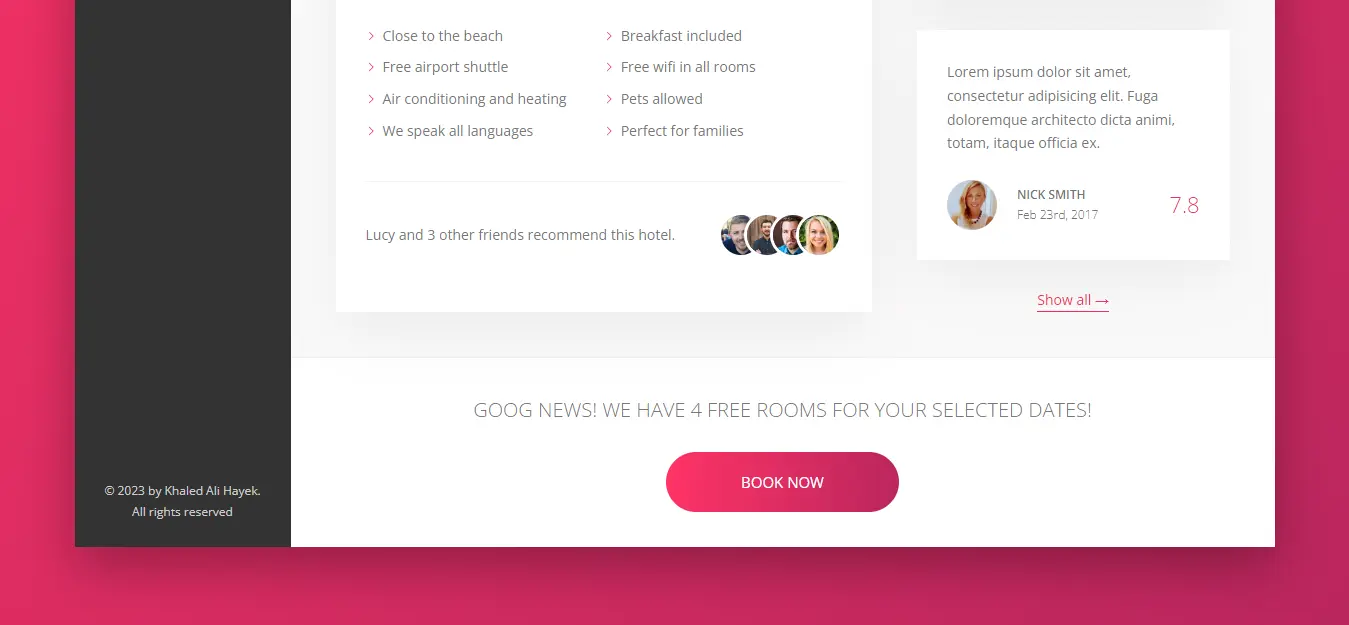 Close to the beach
Free airport shuttle
Air conditioning and heating
We speak all languages
Breakfast included
Free wifi in all rooms
Pets allowed
Perfect for families
Lucy and 3 other friends recommend this hotel.
Lorem ipsum dolor sit amet,
consectetur adipisicing elit. Fuga
doloremque architecto dicta animi,
totam, itaque officia ex.
NICK SMITH
Feb 23rd, 2017
7.8
Show all →
GOOG NEWS! WE HAVE 4 FREE ROOMS FOR YOUR SELECTED DATES!
BOOK NOW
© 2023 by Khaled Ali Hayek.
All rights reserved